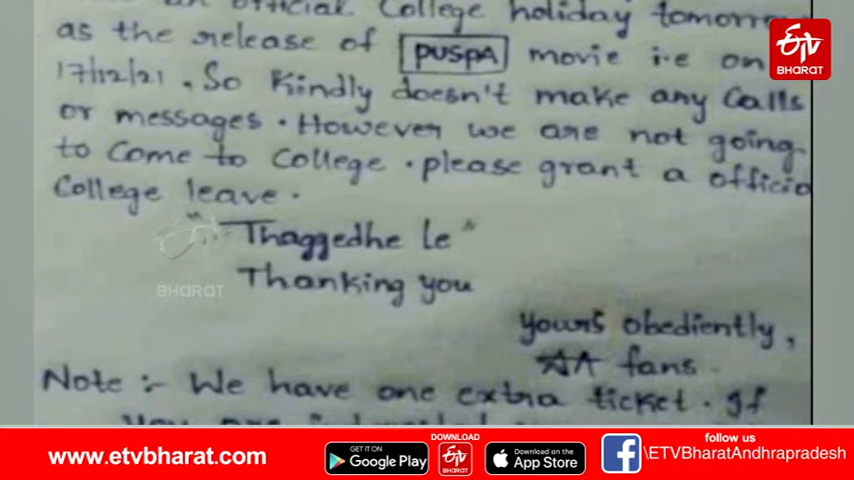 official College holiday tomorrow
as the release of PUSPA movie i.e on
17/12/21 . So Kindly doesn't make any Calls
or messages . However we are not going
to Come to College . please grant a officia
College leave .
"Thaggedhe Le"
Thanking you
yours obediently ,
AA fans
Note :- We have one extra ticket . If
ETV
BHARAT
BHARAT
www.etvbharat.com
GET IT ON
Google Play
DOWNLOAD
ETV
BHARAT
Download on the
App Store
follow us
\ETVBharatAndhrapradesh